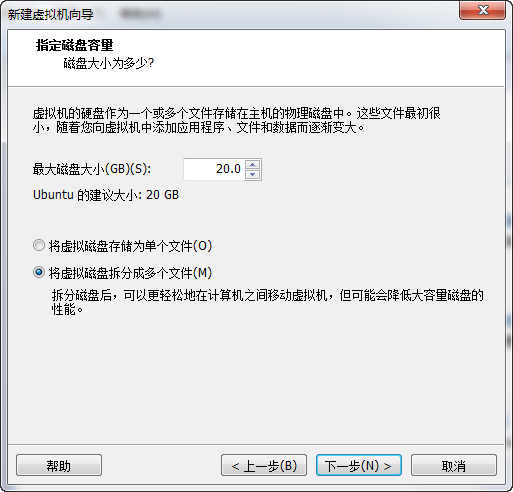 新建虚拟机向导
指定磁盘容量
磁盘大小为多少?
虚拟机的硬盘作为一个或多个文件存储在主机的物理磁盘中。这些文件最初很
小，随着您向虚拟机中添加应用程序、文件和数据而逐渐变大。
最大磁盘大小(GB)(S): 20.0
Ubuntu 的建议大小: 20 GB
将虚拟磁盘存储为单个文件(O)
将虚拟磁盘拆分成多个文件(M)
拆分磁盘后，可以更轻松地在计算机之间移动虚拟机，但可能会降低大容量磁盘的
性能。
帮助 < 上一步(B) 下一步(N) > 取消